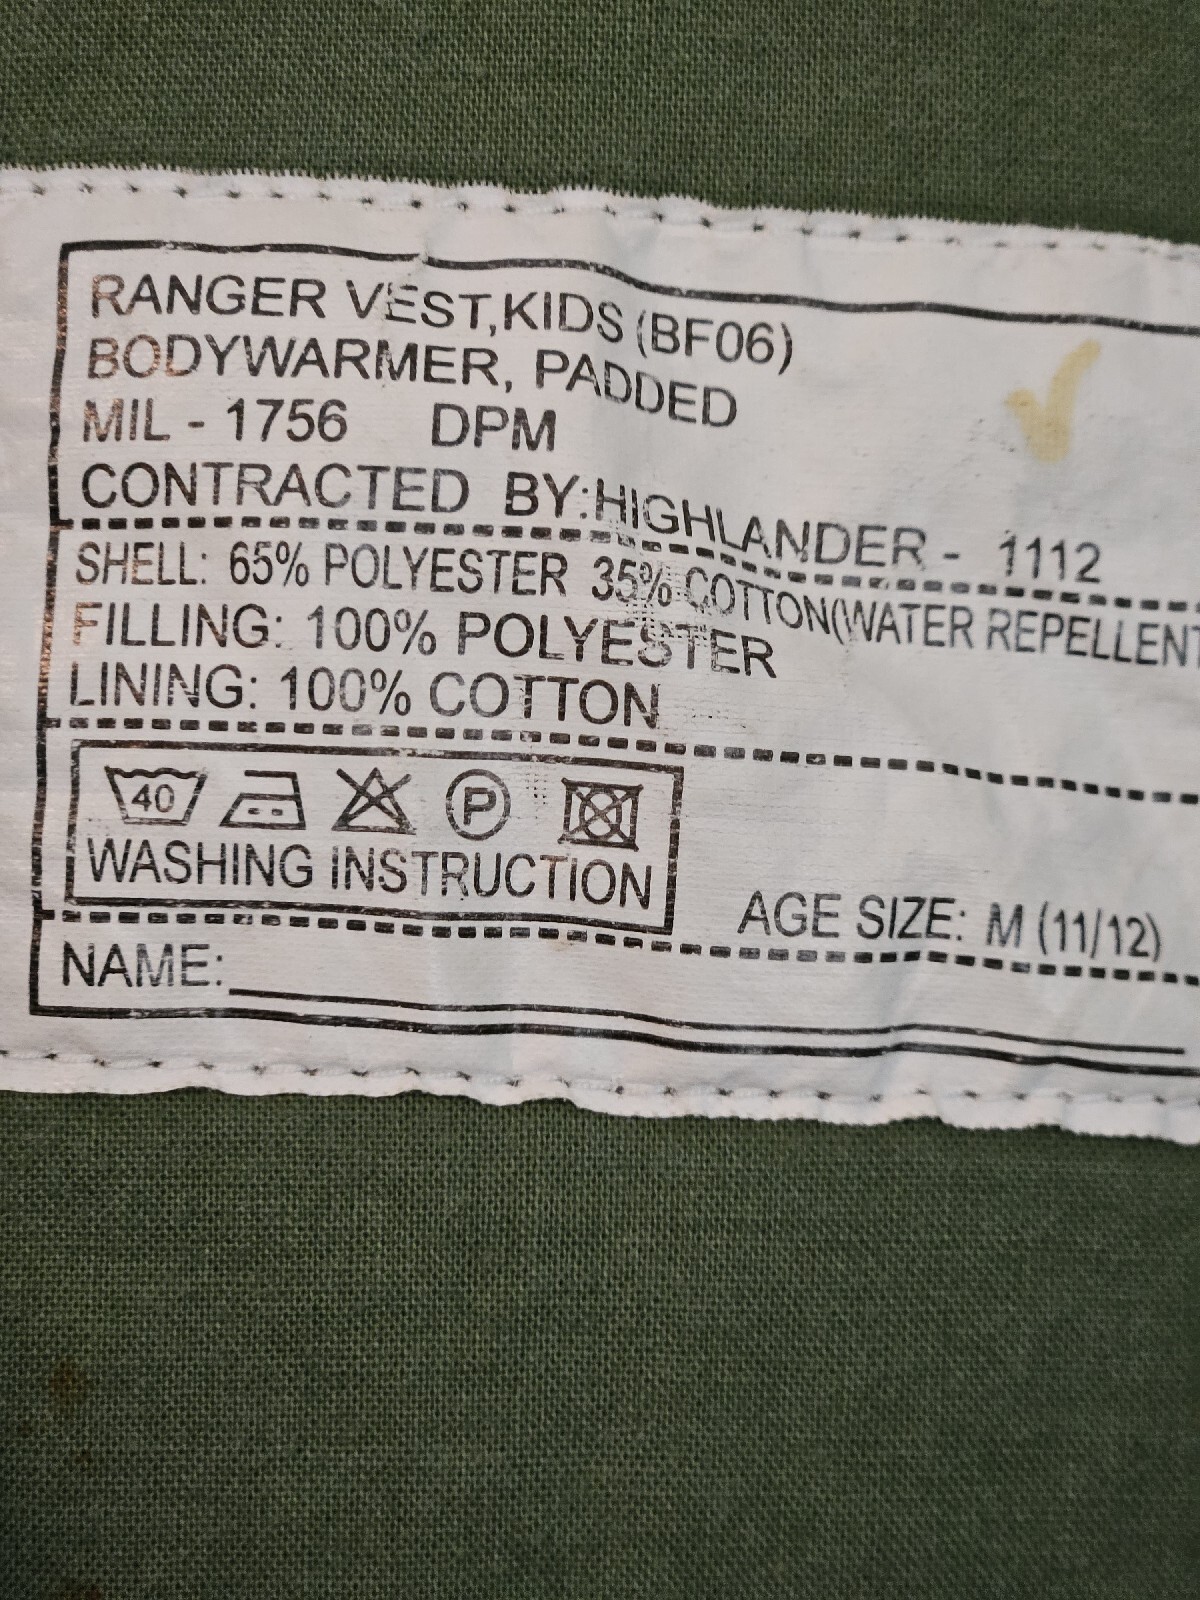 RANGER VEST,KIDS (BF06)
BODYWARMER, PADDED
MIL - 1756 DPM
CONTRACTED BY:HIGHLANDER - 1112
SHELL: 65% POLYESTER 35% COTTON(WATER REPELLENT
FILLING: 100% POLYESTER
LINING: 100% COTTON
40 P
WASHING INSTRUCTION
AGE SIZE: M (11/12)
NAME: